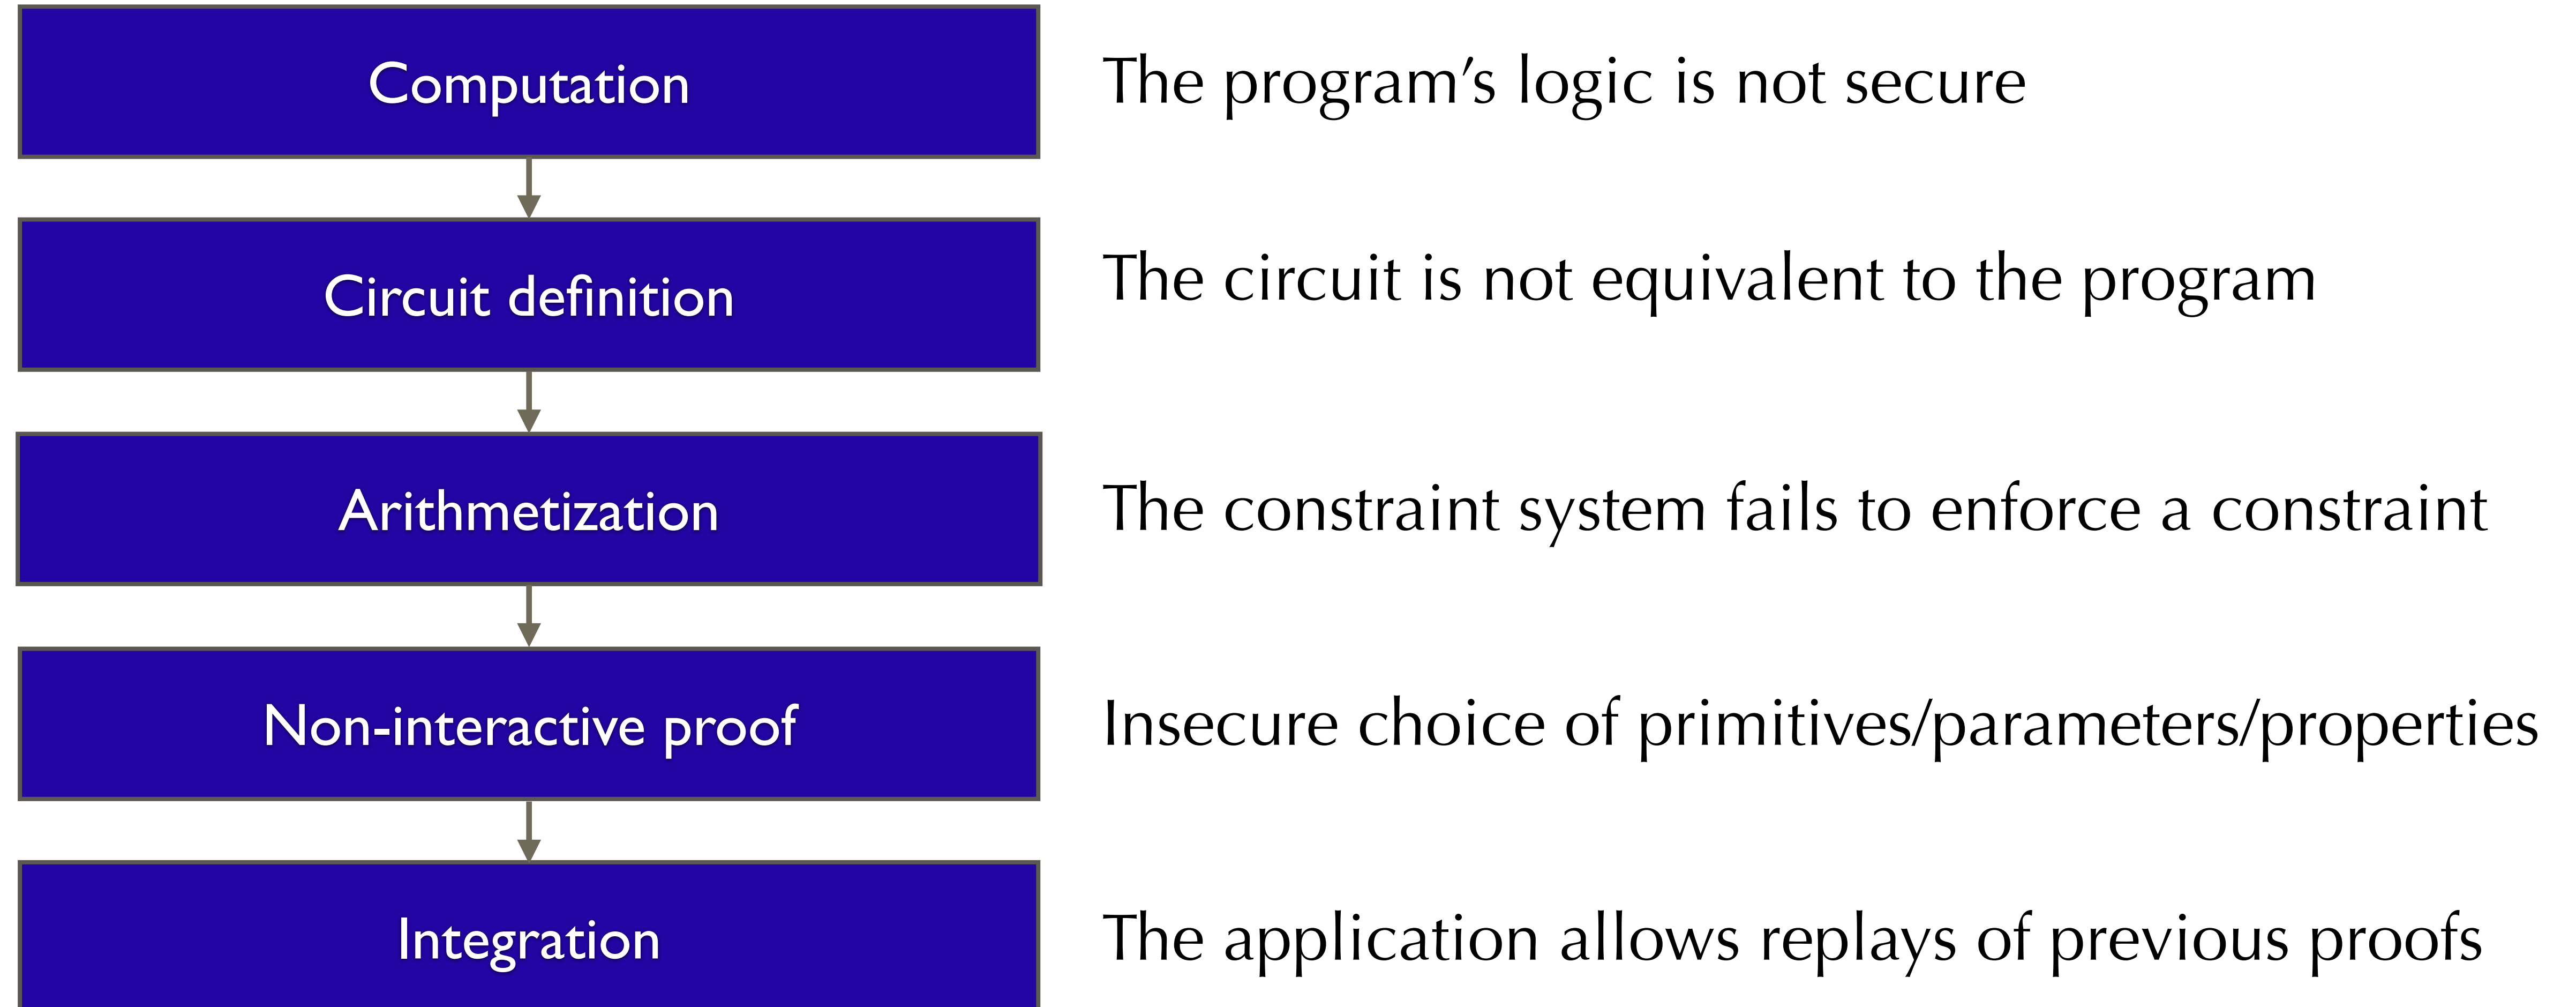 Computation
The program’s logic is not secure
Circuit definition
The circuit is not equivalent to the program
Arithmetization
The constraint system fails to enforce a constraint
Non-interactive proof
Insecure choice of primitives/parameters/properties
Integration
The application allows replays of previous proofs